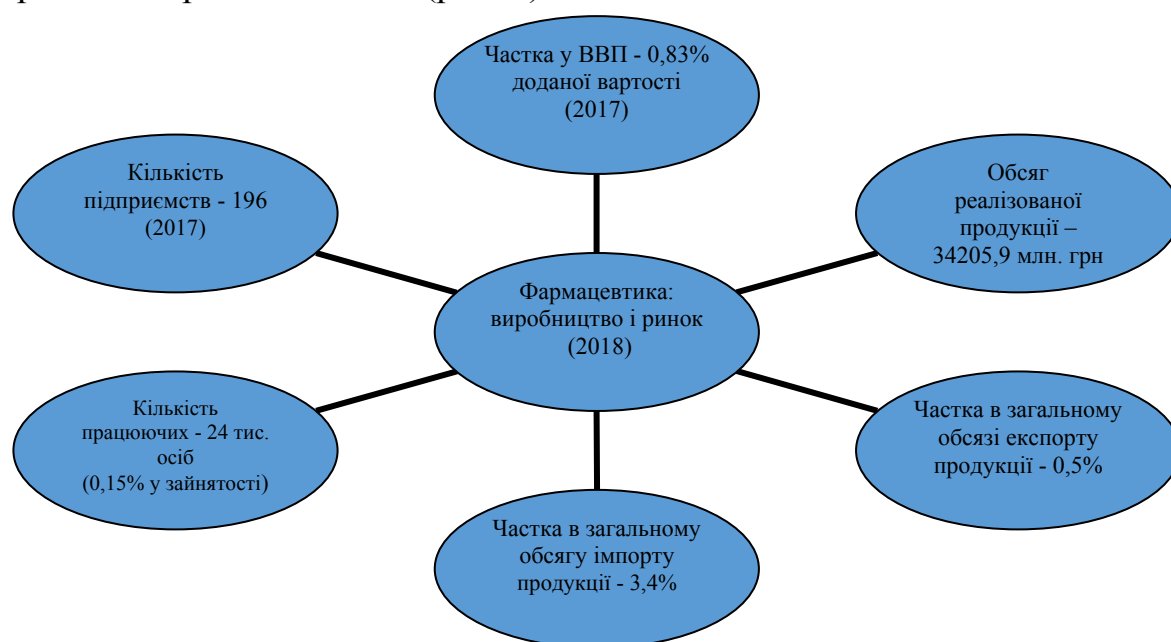 Частка у ВВП - 0,83%
доданої вартості
(2017)
Кількість
підприємств - 196
(2017)
Обсяг
реалізованої
продукції –
34205,9 млн. грн
Фармацевтика:
виробництво і ринок
(2018)
Кількість
працюючих - 24 тис.
осіб
(0,15% у зайнятості)
Частка в загальному
обсязі експорту
продукції - 0,5%
Частка в загальному
обсягу імпорту
продукції - 3,4%